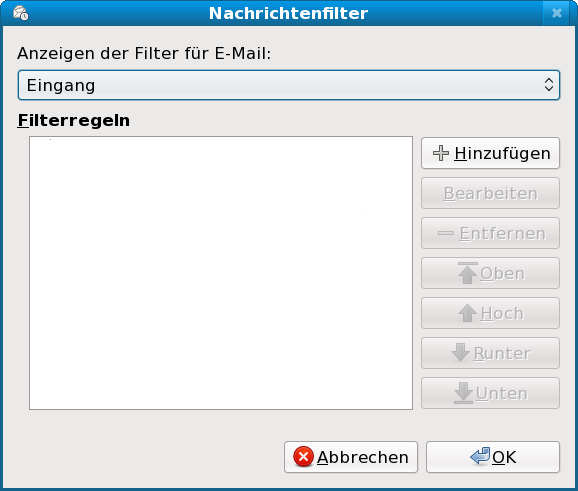 Nachrichtenfilter
Anzeigen der Filter für E-Mail:
Eingang
Filterregeln
Hinzufügen
Bearbeiten
Entfernen
Oben
Hoch
Runter
Unten
Abbrechen
OK